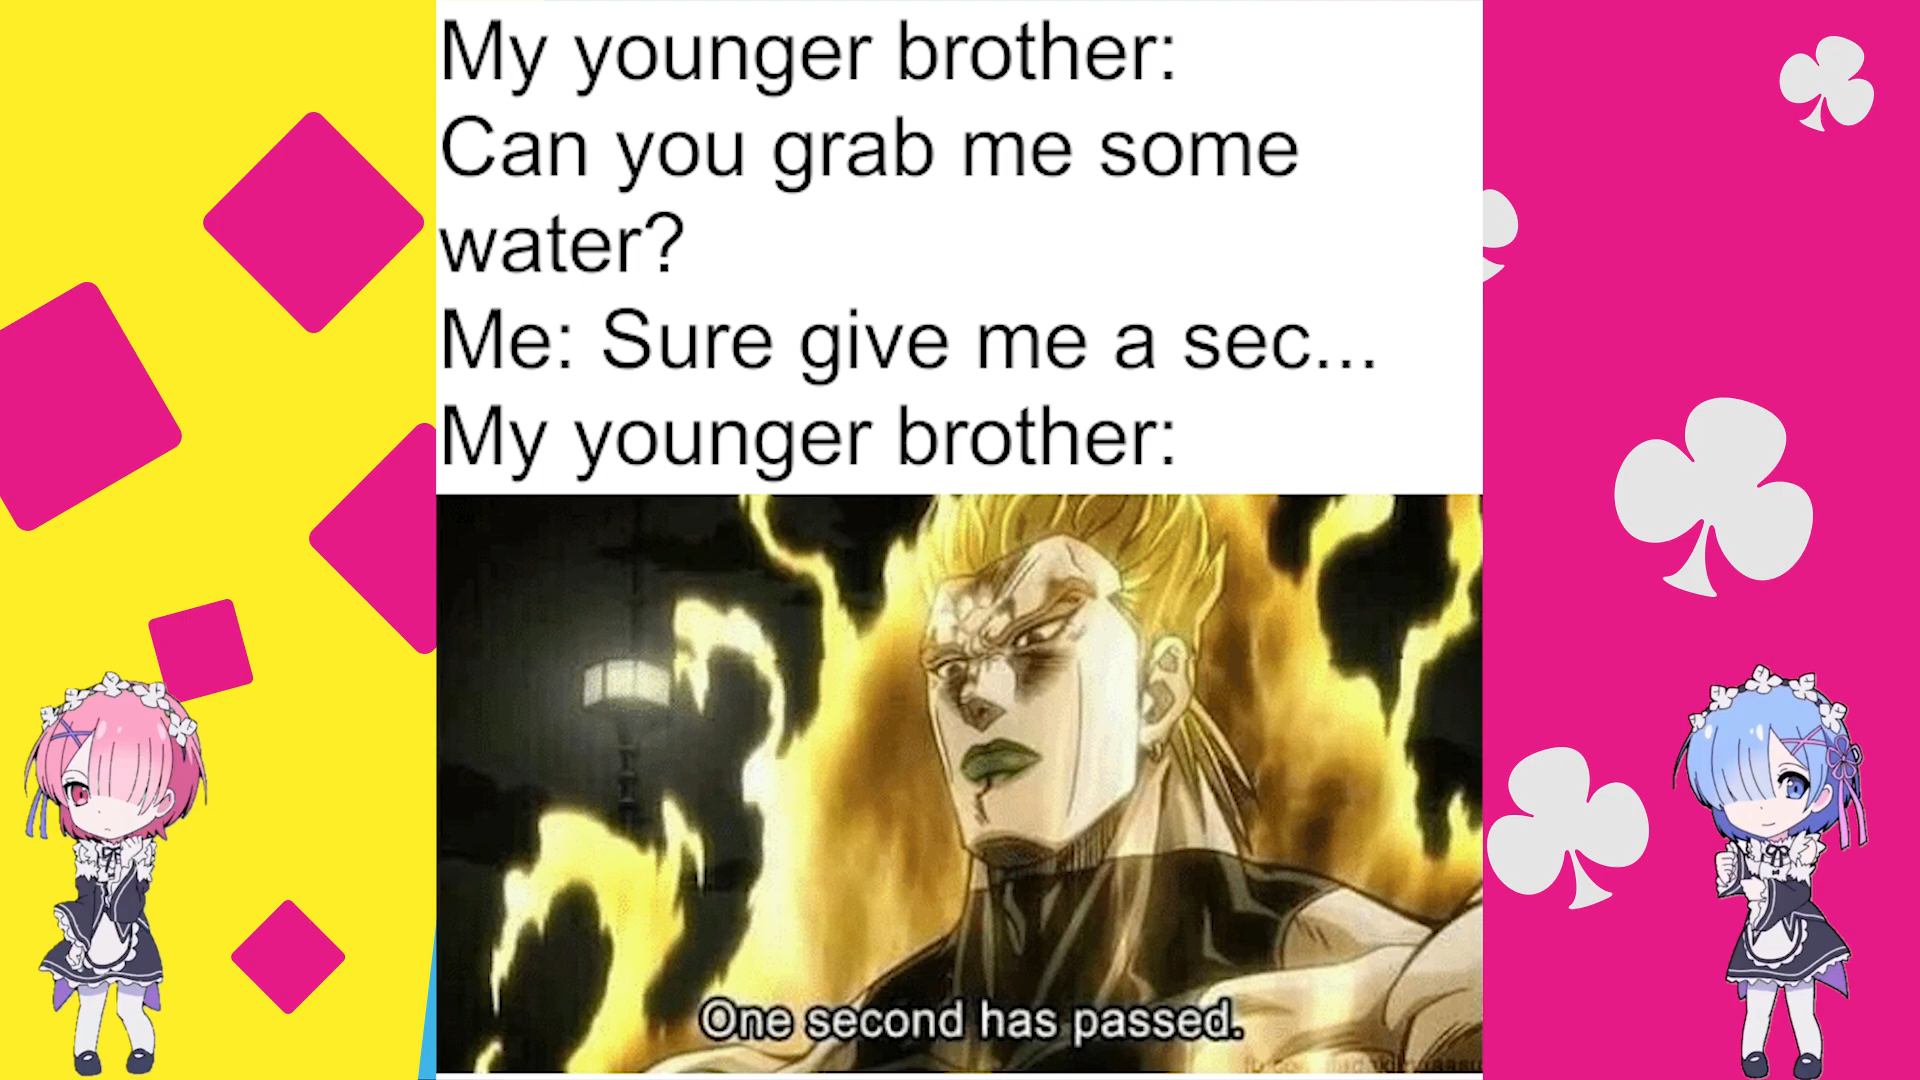 My younger brother:
Can you grab me some
water?
Me: Sure give me a sec...
My younger brother:
One second has passed.